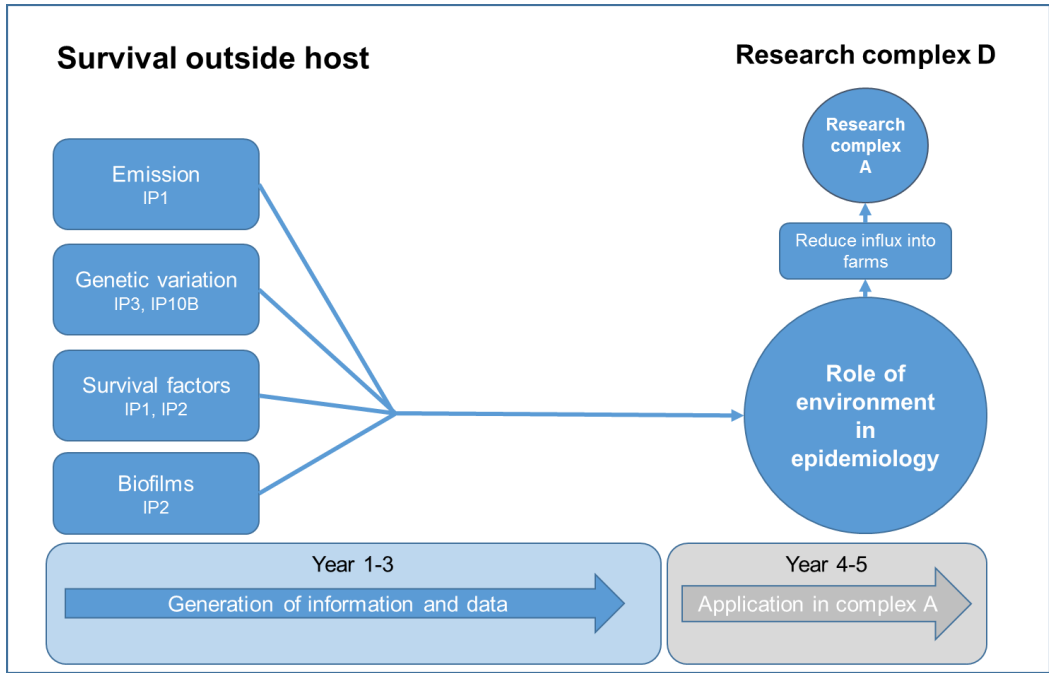 Survival outside host
Research complex D
Emission
IP1
Genetic variation
IP3, IP10B
Survival factors
IP1, IP2
Biofilms
IP2
Research
complex
A
Reduce influx into
farms
Role of
environment
in
epidemiology
Year 1-3
Generation of information and data
Year 4-5
Application in complex A